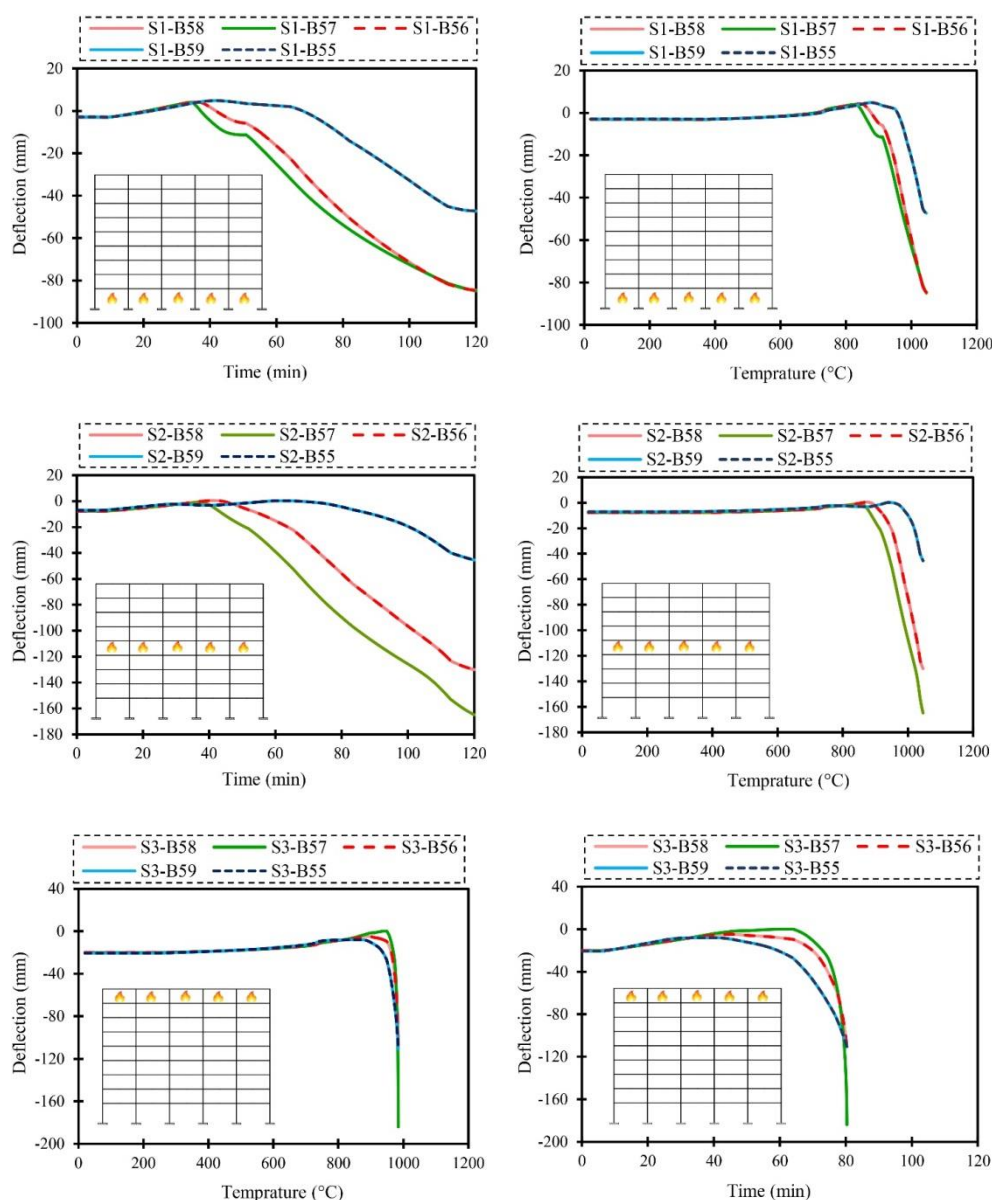 S1-B58 S1-B57 S1-B56
S1-B59 S1-B55
20
0
-20
-40
-60
-80
-100
Deflection (mm)
0 20 40 60 80 100 120
Time (min)
S1-B58 S1-B57 S1-B56
S1-B59 S1-B55
20
0
-20
-40
-60
-80
-100
Deflection (mm)
0 200 400 600 800 1000 1200
Temprature (°C)
S2-B58 S2-B57 S2-B56
S2-B59 S2-B55
20
0
-20
-40
-60
-80
-100
-120
-140
-160
-180
Deflection (mm)
0 20 40 60 80 100 120
Time (min)
S2-B58 S2-B57 S2-B56
S2-B59 S2-B55
20
0
-20
-40
-60
-80
-100
-120
-140
-160
-180
Deflection (mm)
0 200 400 600 800 1000 1200
Temprature (°C)
S3-B58 S3-B57 S3-B56
S3-B59 S3-B55
40
0
-40
-80
-120
-160
-200
Deflection (mm)
0 200 400 600 800 1000 1200
Temprature (°C)
S3-B58 S3-B57 S3-B56
S3-B59 S3-B55
40
0
-40
-80
-120
-160
-200
Deflection (mm)
0 20 40 60 80 100 120
Time (min)